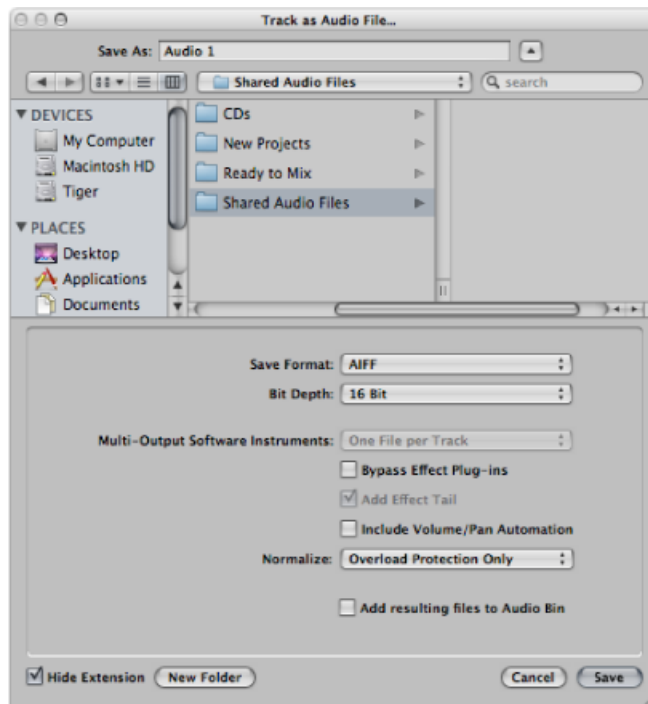 Track as Audio File...
Save As: Audio 1
Shared Audio Files
search
DEVICES
My Computer
Macintosh HD
Tiger
PLACES
Desktop
Applications
Documents
CDs
New Projects
Ready to Mix
Shared Audio Files
Save Format: AIFF
Bit Depth: 16 Bit
Multi-Output Software Instruments: One File per Track
Bypass Effect Plug-ins
Add Effect Tail
Include Volume/Pan Automation
Normalize: Overload Protection Only
Add resulting files to Audio Bin
Hide Extension New Folder Cancel Save